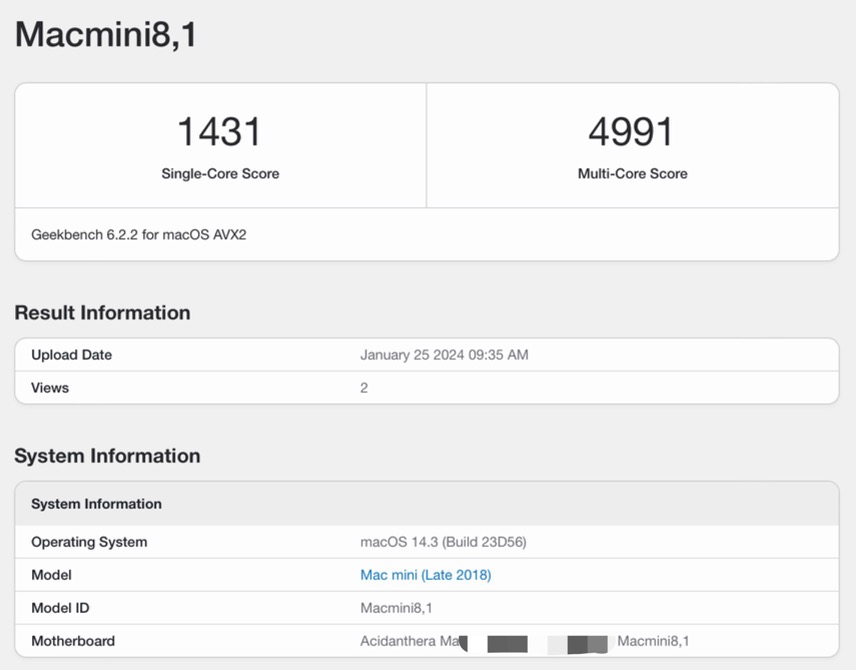 Macmini8,1
1431 4991
Single-Core Score Multi-Core Score
Geekbench 6.2.2 for macOS AVX2
Result Information
Upload Date January 25 2024 09:35 AM
Views 2
System Information
System Information
Operating System macOS 14.3 (Build 23D56)
Model Mac mini (Late 2018)
Model ID Macmini8,1
Motherboard Acidanthera Macmini8,1